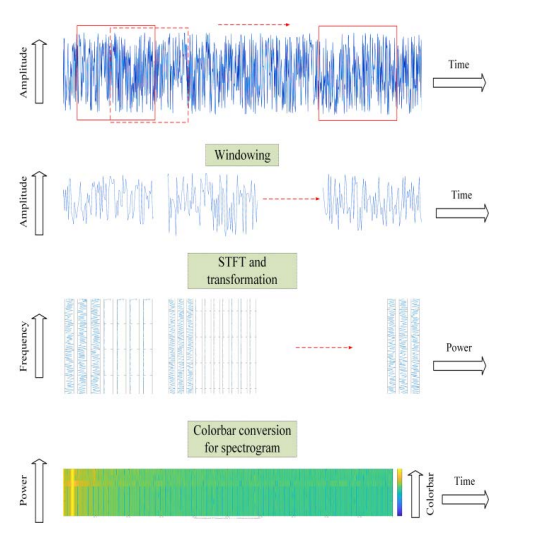 Amplitude
Time
Windowing
Amplitude
Time
STFT and
transformation
Frequency
Power
Colorbar conversion
for spectrogram
Power
Colorbar
Time